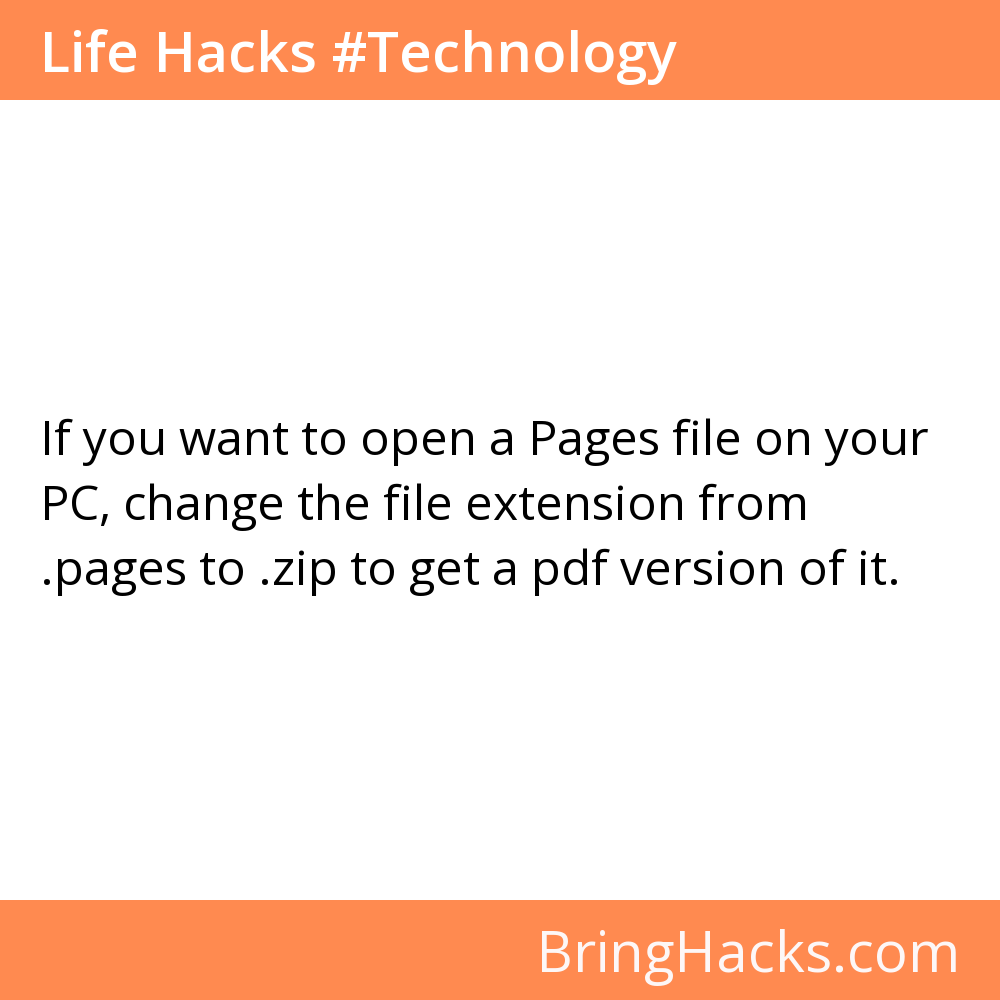 Life Hacks #Technology
If you want to open a Pages file on your
PC, change the file extension from
.pages to .zip to get a pdf version of it.
BringHacks.com